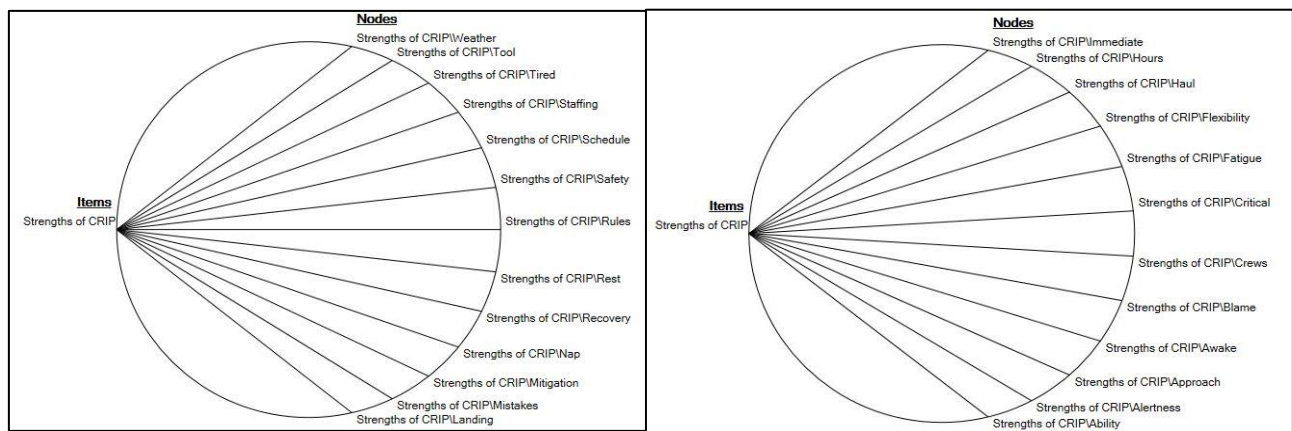 Nodes
Strengths of CRIP\Weather
Strengths of CRIP\Tool
Strengths of CRIP\Tired
Strengths of CRIP\Staffing
Strengths of CRIP\Schedule
Strengths of CRIP\Safety
Items
Strengths of CRIP
Strengths of CRIP\Rules
Strengths of CRIP\Rest
Strengths of CRIP\Recovery
Strengths of CRIP\Nap
Strengths of CRIP\Mitigation
Strengths of CRIP\Mistakes
Strengths of CRIP\Landing
Nodes
Strengths of CRIP\Immediate
Strengths of CRIP\Hours
Strengths of CRIP\Haul
Strengths of CRIP\Flexibility
Strengths of CRIP\Fatigue
Strengths of CRIP\Critical
Items
Strengths of CRIP
Strengths of CRIP\Crews
Strengths of CRIP\Blame
Strengths of CRIP\Awake
Strengths of CRIP\Approach
Strengths of CRIP\Alertness
Strengths of CRIP\Ability